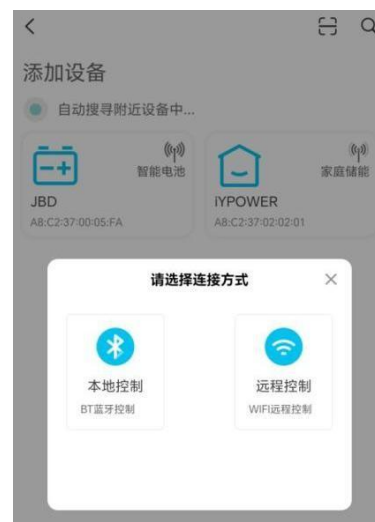 添加设备
自动搜寻附近设备中...
智能电池
JBD
A8:C2:37:00:05:FA
家庭储能
iYPOWER
A8:C2:37:02:02:01
请选择连接方式
本地控制
BT蓝牙控制
远程控制
WIFI远程控制